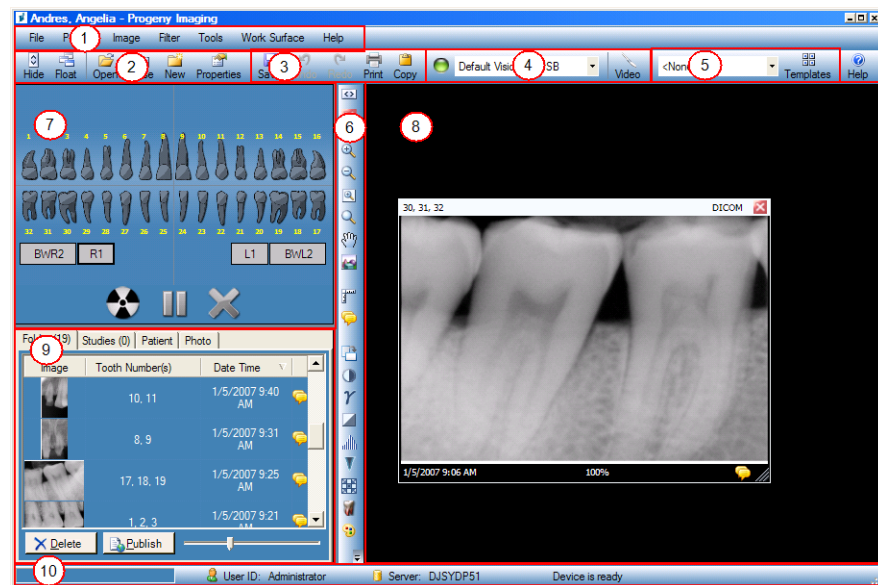 Andres, Angelia - Progeny Imaging
File 1 Image Filter Tools Work Surface Help
Hide Float Open 2 New Properties 3 Print Copy Default Visio 4 SB Video <Non 5 Templates Help
7 6 8
1 3 4 5 6 7 8 9 10 11 12 13 14 15 16
32 31 30 29 28 27 26 25 24 23 22 21 20 19 18 17
BWR2 R1 L1 BWL2
30, 31, 32 DICOM
9 19) Studies (0) Patient Photo
Image Tooth Number(s) Date Time
10, 11 1/5/2007 9:40 AM
8, 9 1/5/2007 9:31 AM
17, 18, 19 1/5/2007 9:25 AM
1, 2, 3 1/5/2007 9:21
1/5/2007 9:06 AM 100%
Delete Publish
10 User ID: Administrator Server: DJSYDP51 Device is ready